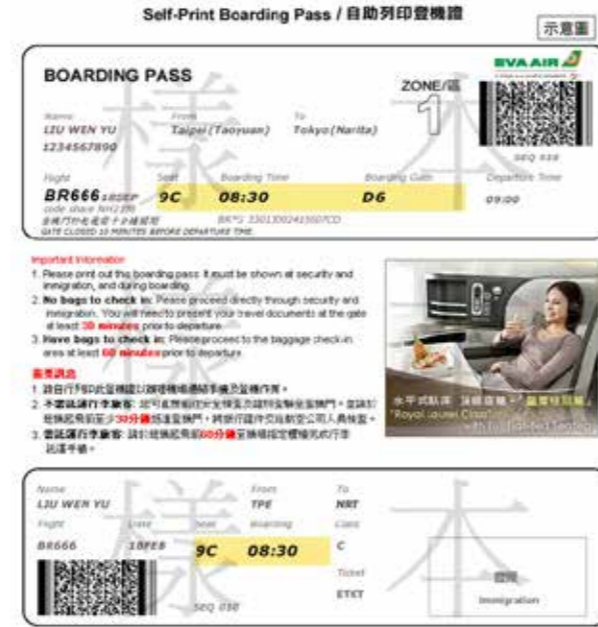 Self-Print Boarding Pass / 自助列印登機證
示意圖
BOARDING PASS
ZONE/區
1
EVA AIR
Name From To
LIU WEN YU Taipei(Taoyuan) Tokyo(Narita)
1234567890
SEQ 038
Flight Seat Boarding Time Boarding Gate Departure Time
BR666 18SEP 9C 08:30 D6 09:00
GATE CLOSED 10 MINUTES BEFORE DEPARTURE TIME.
樣本
Important Information
1. Please print out this boarding pass. It must be shown at security and
immigration, and during boarding.
2. No bags to check in: Please proceed directly through security and
immigration. You will need to present your travel documents at the gate
at least 30 minutes prior to departure.
3. Have bags to check in: Please proceed to the baggage check-in
area at least 60 minutes prior to departure.
重要訊息
"Royal Laurel Class"
Name From To
LIU WEN YU TPE NRT
Flight Date Seat Boarding Class
BR666 18FEB 9C 08:30 C
Ticket
ETKT
SEQ 038
Immigration
樣本